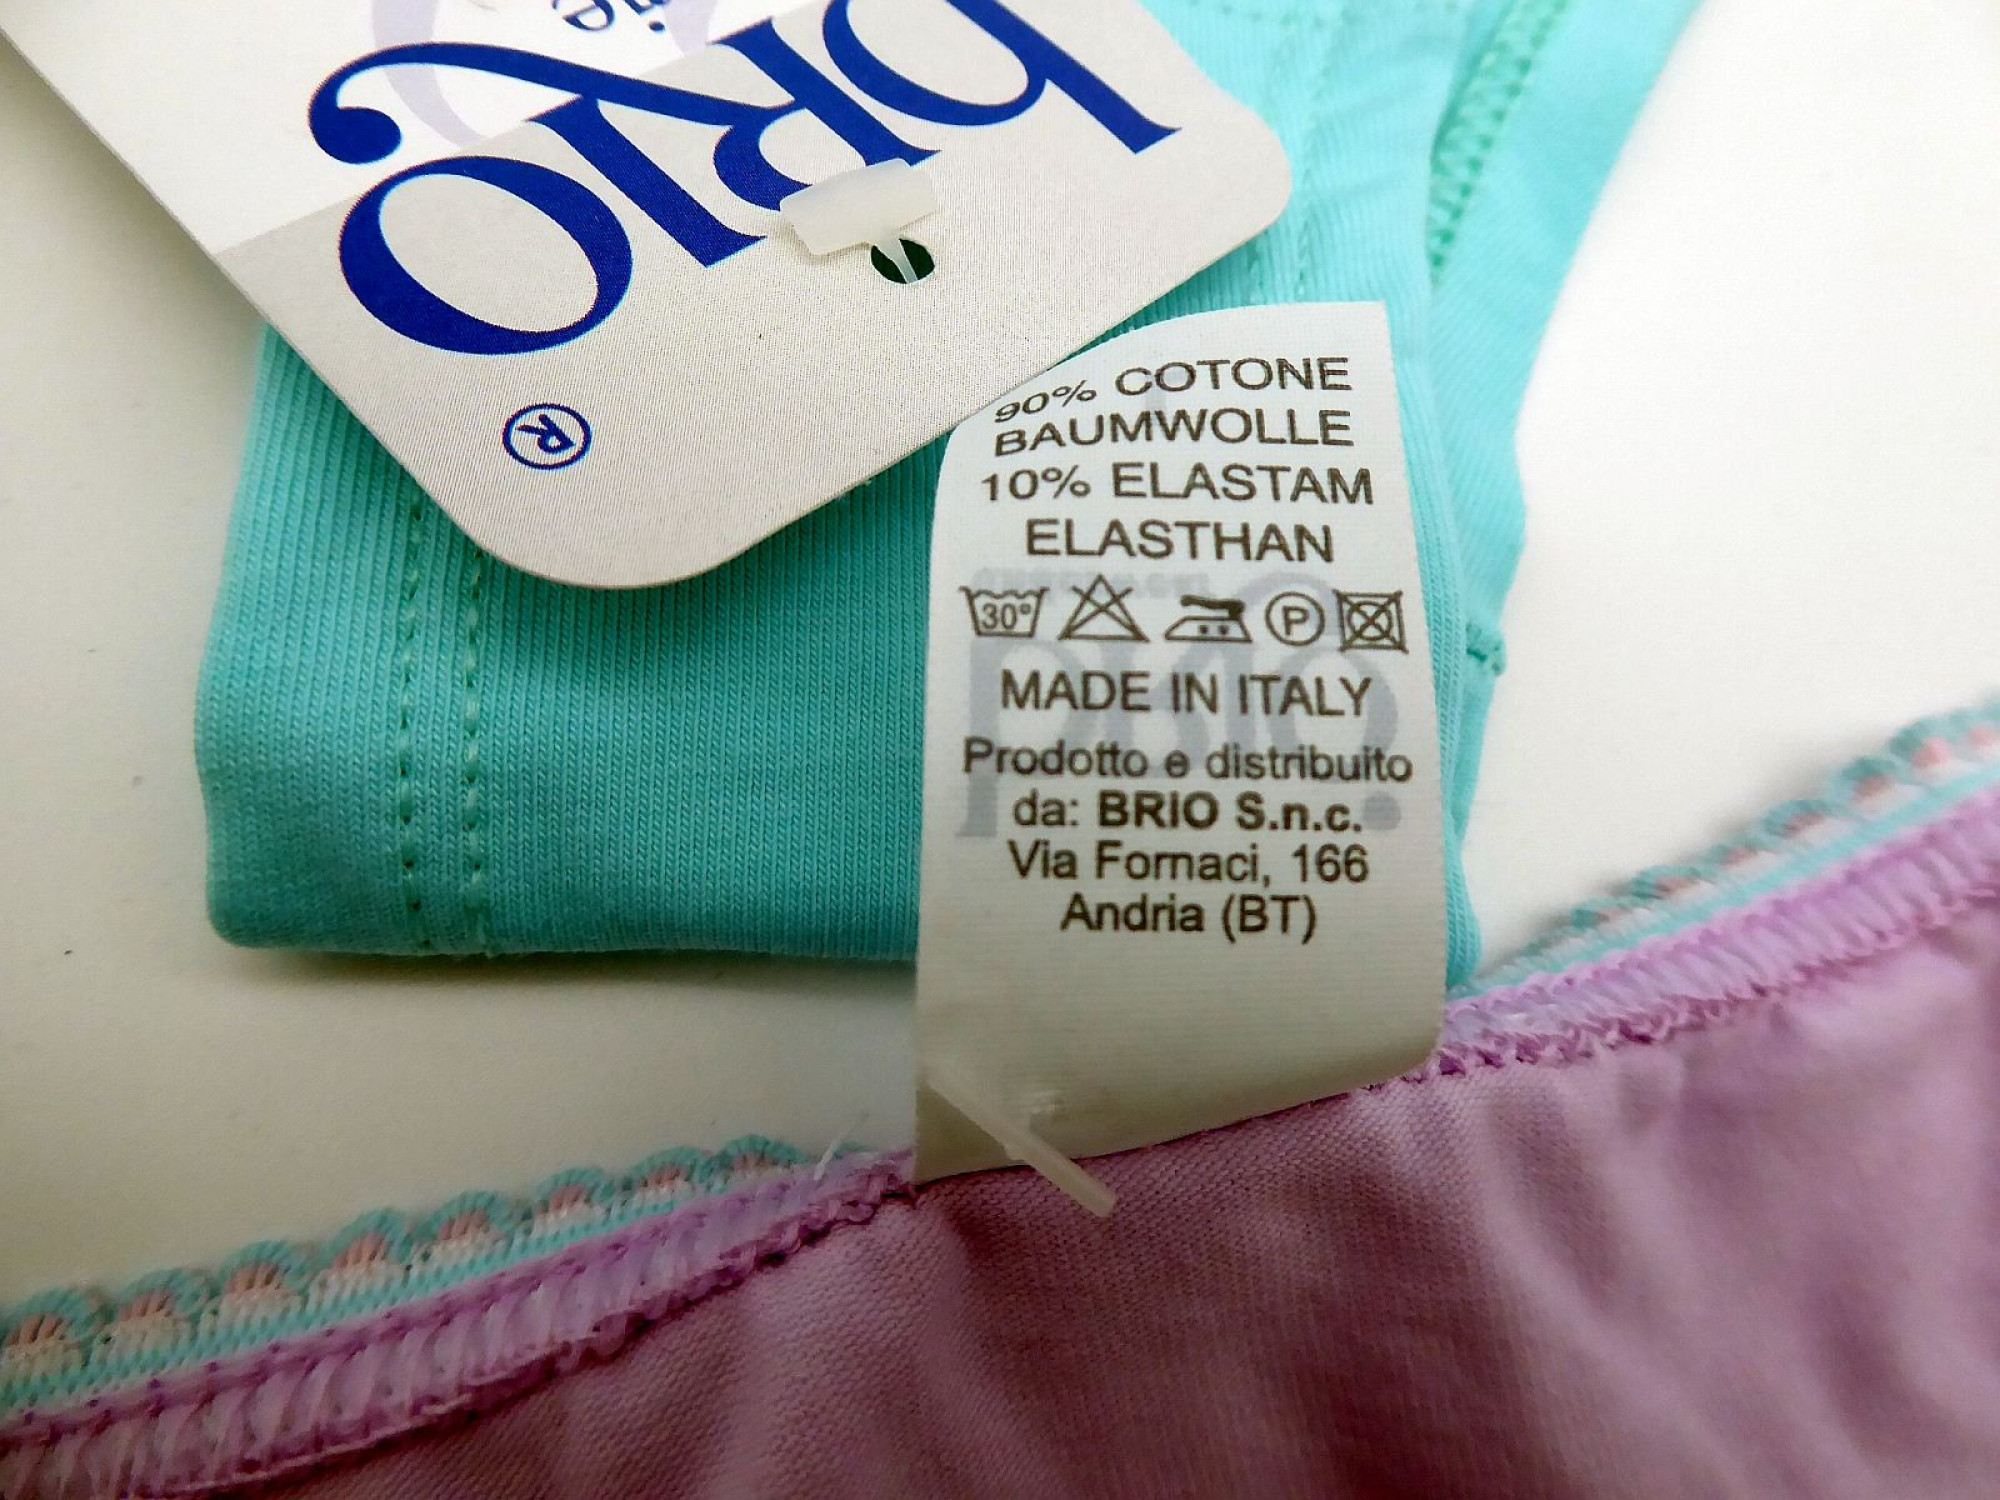 bRIO
®
90% COTONE
BAUMWOLLE
10% ELASTAM
ELASTHAN
30°
P
MADE IN ITALY
Prodotto e distribuito
da: BRIO S.n.c.
Via Fornaci, 166
Andria (BT)